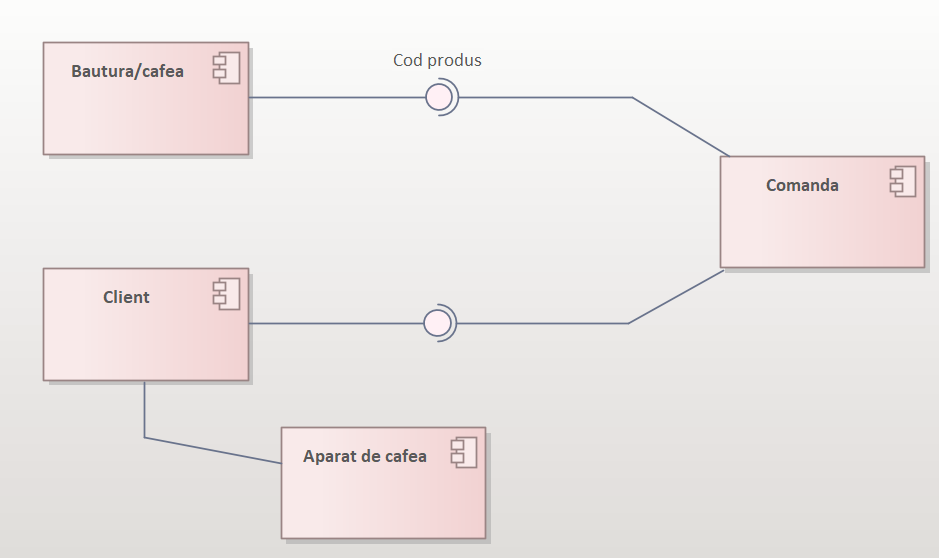 Cod produs
Bautura/cafea
Comanda
Client
Aparat de cafea